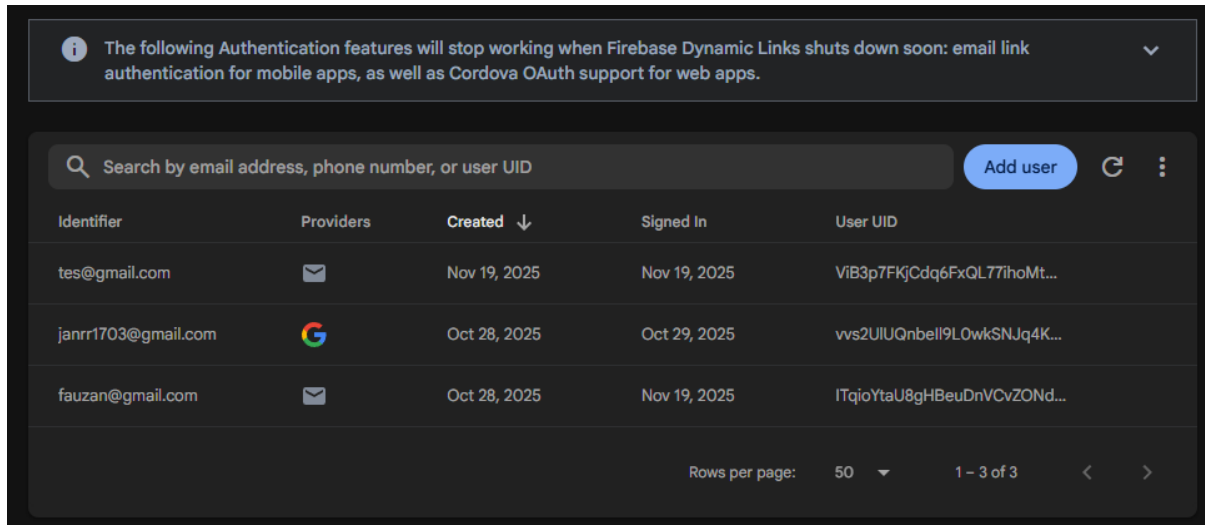 The following Authentication features will stop working when Firebase Dynamic Links shuts down soon: email link
authentication for mobile apps, as well as Cordova OAuth support for web apps.
Search by email address, phone number, or user UID Add user
Identifier Providers Created Signed In User UID
tes@gmail.com Nov 19, 2025 Nov 19, 2025 ViB3p7FKjCdq6FxQL77ihoMt...
janrr1703@gmail.com Oct 28, 2025 Oct 29, 2025 vvs2UlUQnbeIl9L0wkSNJq4K...
fauzan@gmail.com Oct 28, 2025 Nov 19, 2025 ITqioYtaU8gHBeuDnVCvZONd...
Rows per page: 50 1 – 3 of 3